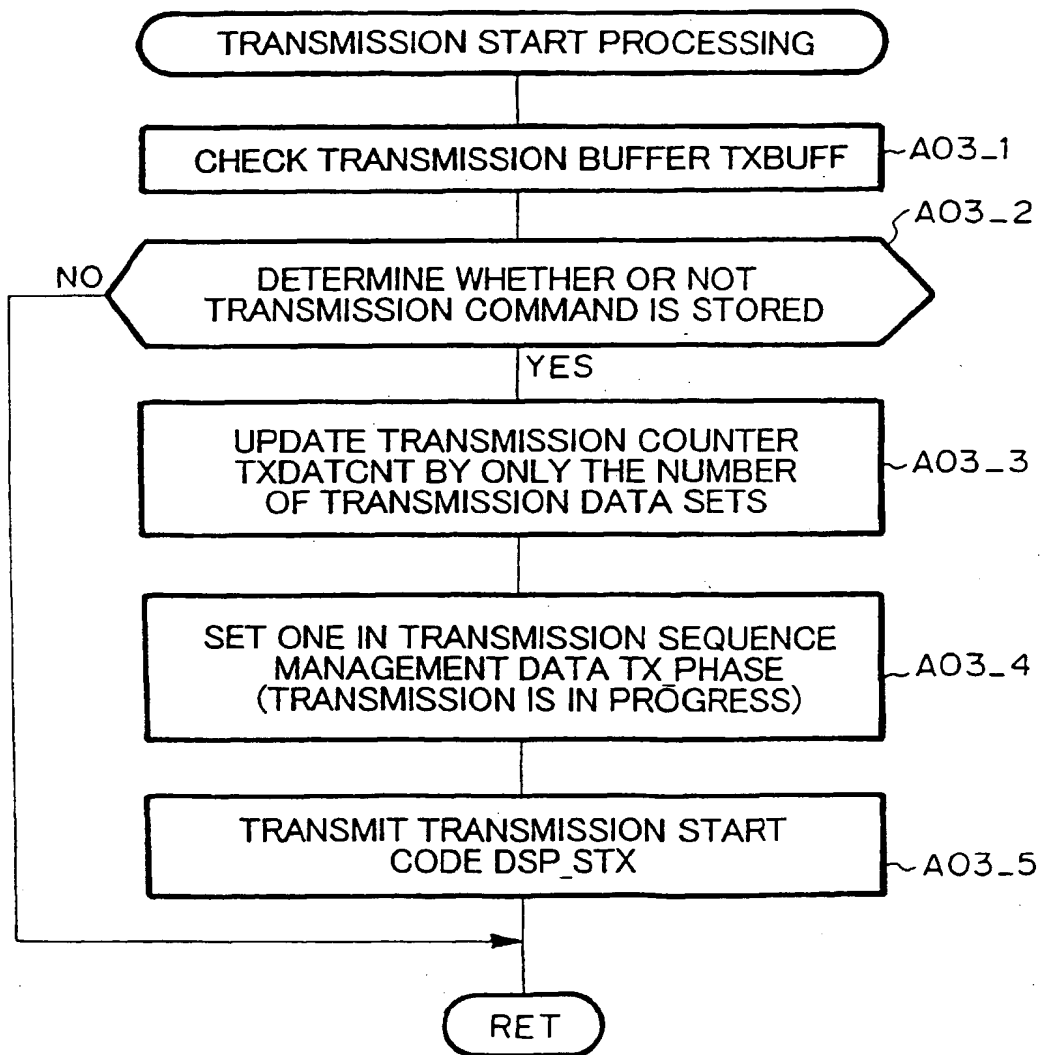 TRANSMISSION START PROCESSING
CHECK TRANSMISSION BUFFER TXBUFF
A03_1
A03_2
NO
DETERMINE WHETHER OR NOT
TRANSMISSION COMMAND IS STORED
YES
UPDATE TRANSMISSION COUNTER
TXDATCNT BY ONLY THE NUMBER
OF TRANSMISSION DATA SETS
A03_3
SET ONE IN TRANSMISSION SEQUENCE
MANAGEMENT DATA TX_PHASE
(TRANSMISSION IS IN PROGRESS)
A03_4
TRANSMIT TRANSMISSION START
CODE DSP_STX
A03_5
RET